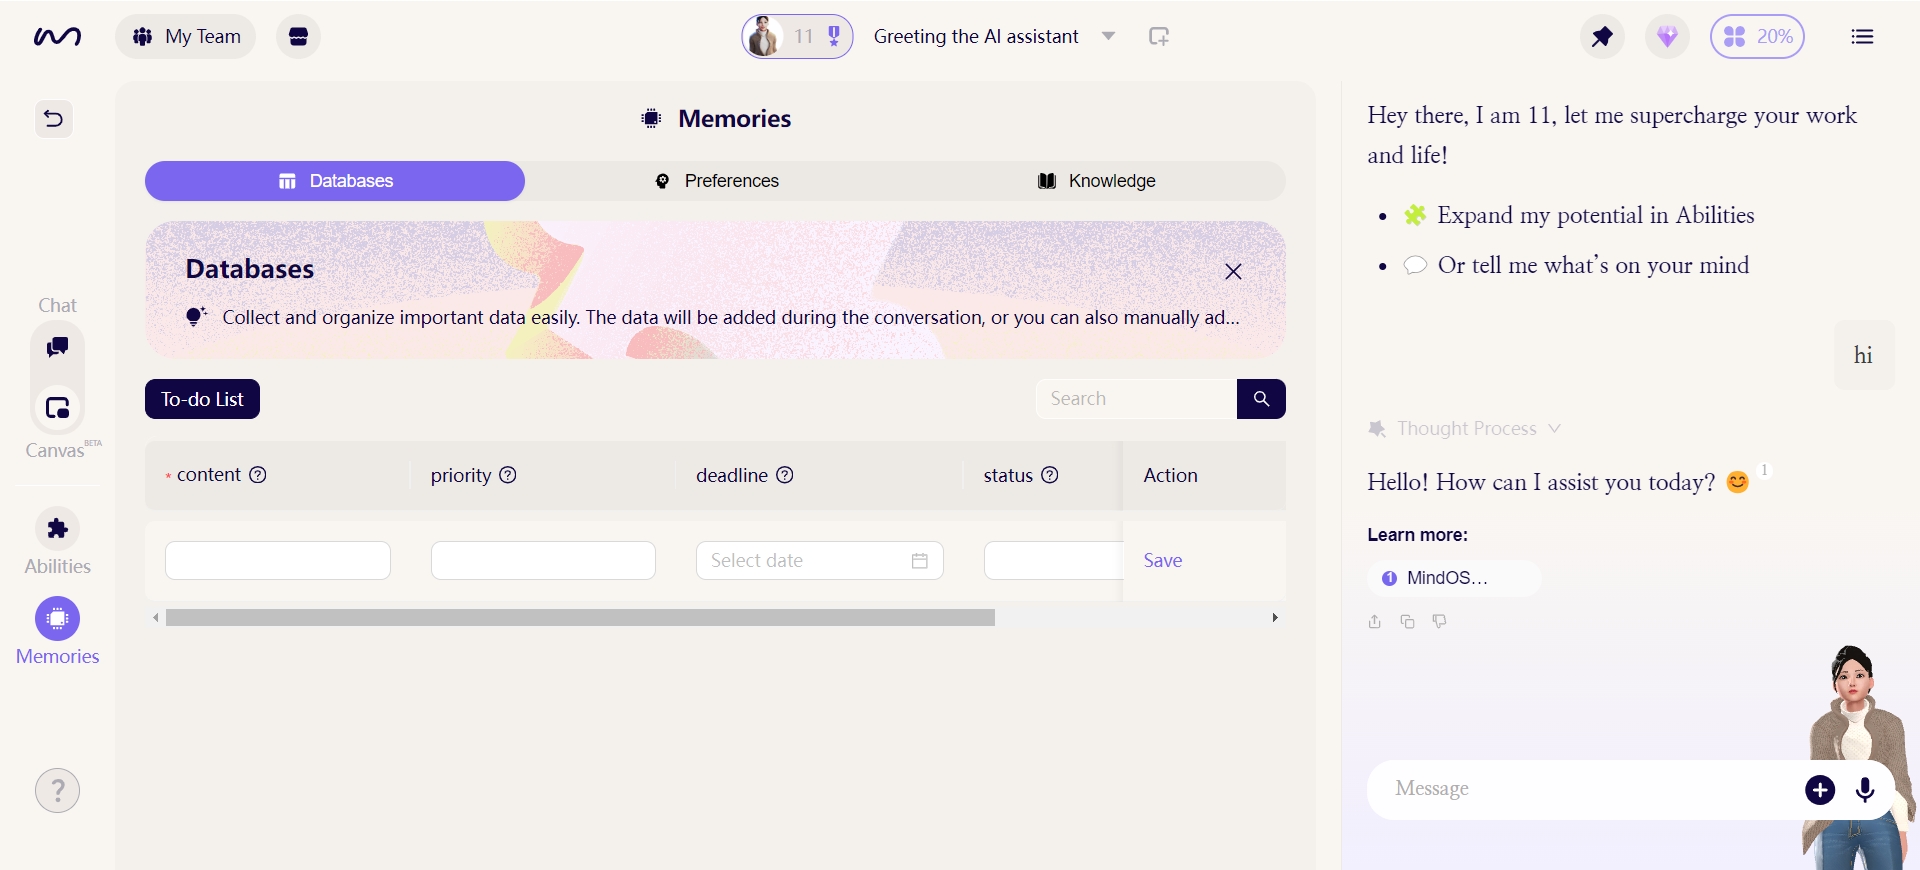 My Team
11
Greeting the AI assistant
20%
Memories
Databases
Preferences
Knowledge
Databases
Collect and organize important data easily. The data will be added during the conversation, or you can also manually ad...
To-do List
Search
* content ?
priority ?
deadline ?
status ?
Action
Select date
Save
Chat
Canvas BETA
Abilities
Memories
?
Hey there, I am 11, let me supercharge your work
and life!
• Expand my potential in Abilities
• Or tell me what's on your mind
hi
Thought Process
Hello! How can I assist you today? 😊 1
Learn more:
1 MindOS...
Message